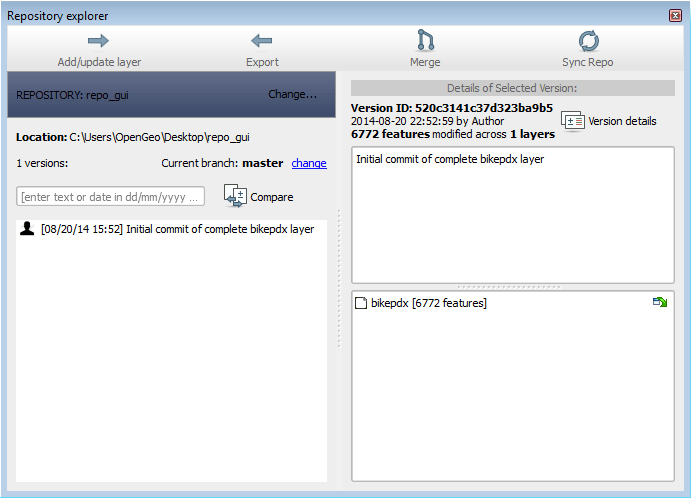 Repository explorer
Add/update layer
Export
Merge
Sync Repo
REPOSITORY: repo_gui
Change...
Location: C:\Users\OpenGeo\Desktop\repo_gui
1 versions:
Current branch: master change
[enter text or date in dd/mm/yyyy ...
Compare
[08/20/14 15:52] Initial commit of complete bikepdx layer
Details of Selected Version:
Version ID: 520c3141c37d323ba9b5
2014-08-20 22:52:59 by Author
6772 features modified across 1 layers
Version details
Initial commit of complete bikepdx layer
bikepdx [6772 features]